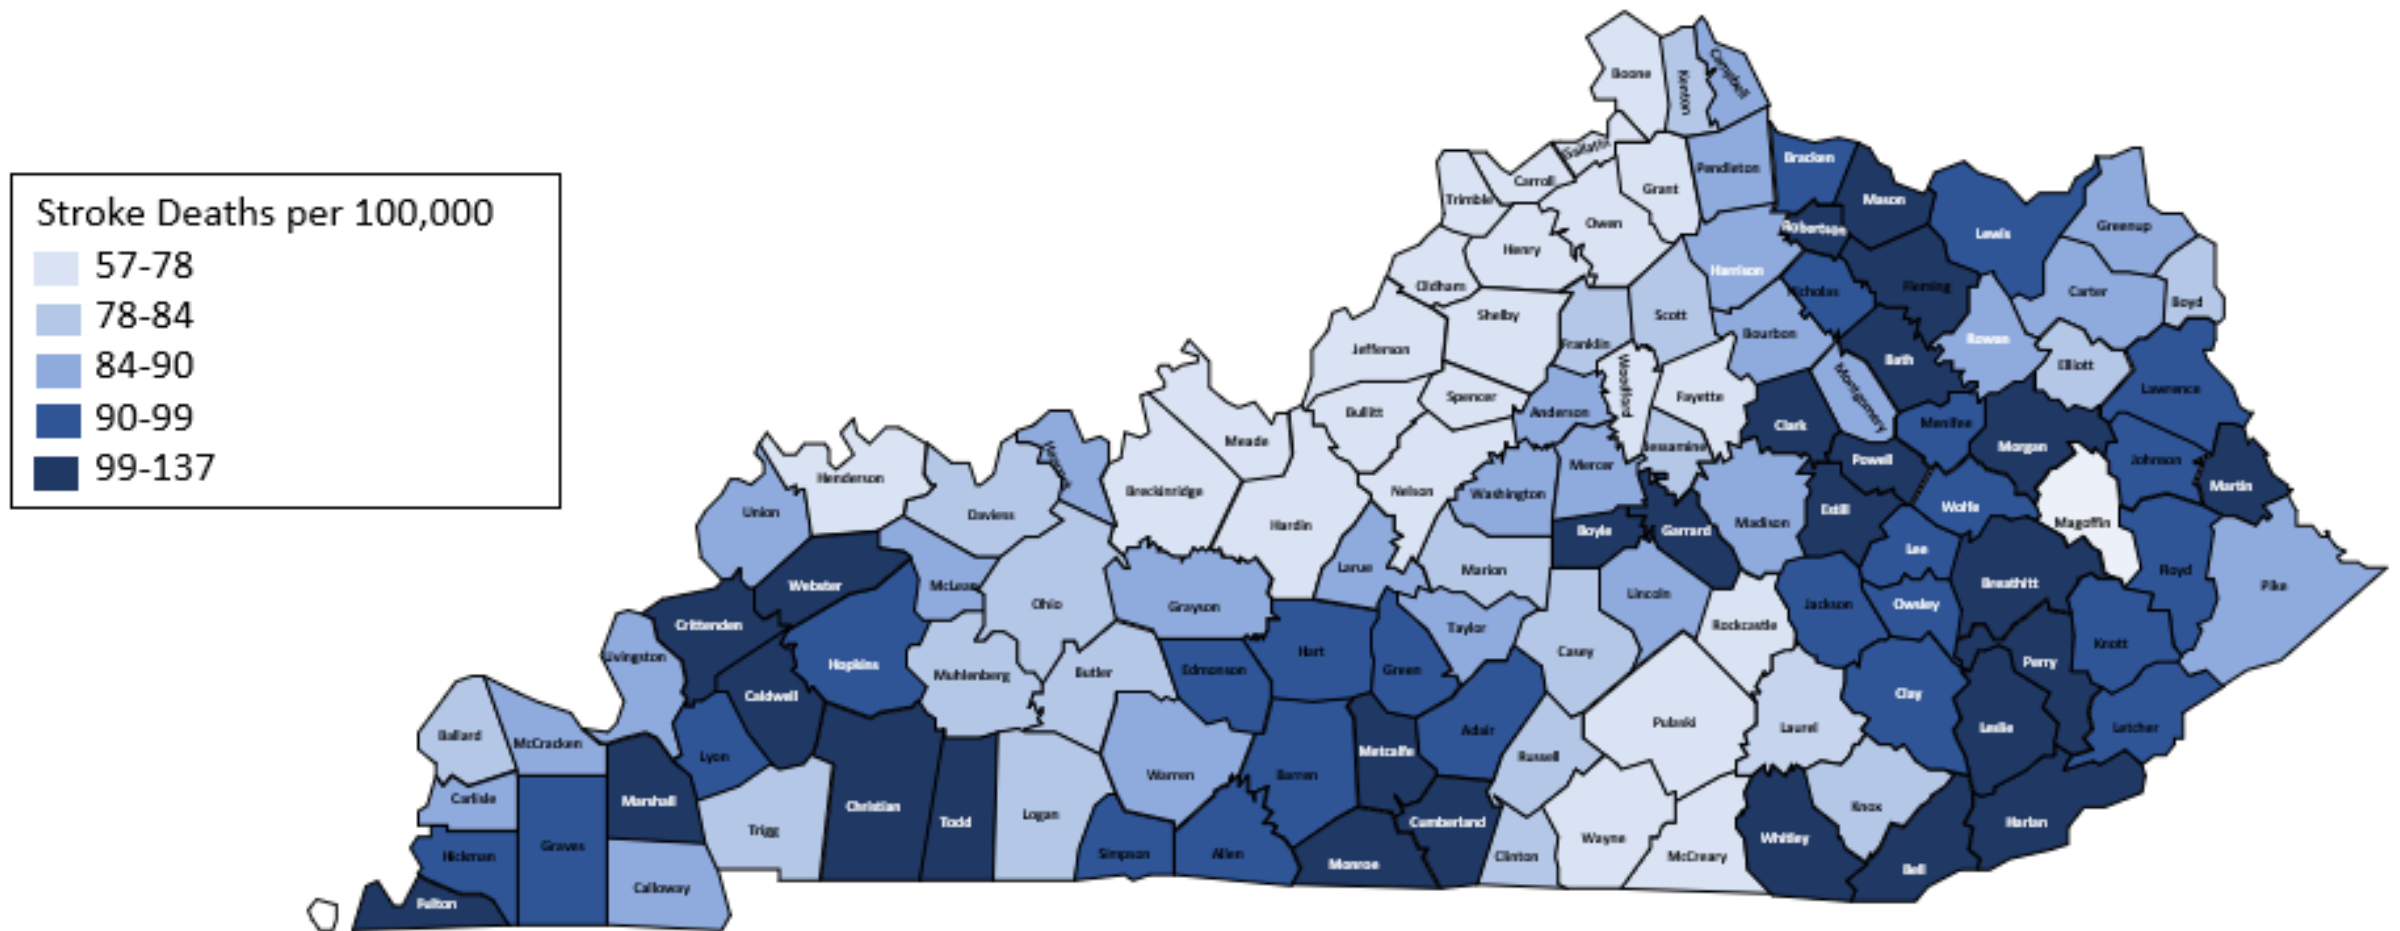 Stroke Deaths per 100,000
57-78
78-84
84-90
90-99
99-137
Boone
Kenton
Campbell
Gallatin
Carroll
Trimble
Grant
Pendleton
Bracken
Mason
Robertson
Lewis
Greenup
Owen
Henry
Oldham
Harrison
Nicholas
Fleming
Carter
Boyd
Shelby
Scott
Franklin
Bourbon
Rowan
Jefferson
Woodford
Bath
Elliott
Lawrence
Montgomery
Spencer
Fayette
Bullitt
Anderson
Clark
Menifee
Morgan
Meade
Jessamine
Powell
Johnson
Martin
Mercer
Henderson
Hancock
Breckinridge
Nelson
Washington
Union
Daviess
Hardin
Boyle
Garrard
Madison
Estill
Wolfe
Magoffin
Lee
Webster
McLean
Larue
Marion
Breathitt
Floyd
Pike
Ohio
Grayson
Lincoln
Jackson
Owsley
Crittenden
Taylor
Rockcastle
Livingston
Hopkins
Muhlenberg
Butler
Edmonson
Hart
Green
Casey
Perry
Knott
Caldwell
Clay
Ballard
McCracken
Lyon
Metcalfe
Adair
Pulaski
Laurel
Leslie
Letcher
Russell
Carlisle
Marshall
Christian
Warren
Barren
Trigg
Todd
Logan
Cumberland
Knox
Harlan
Hickman
Graves
Simpson
Allen
Monroe
Clinton
Wayne
McCreary
Whitley
Bell
Calloway
Fulton